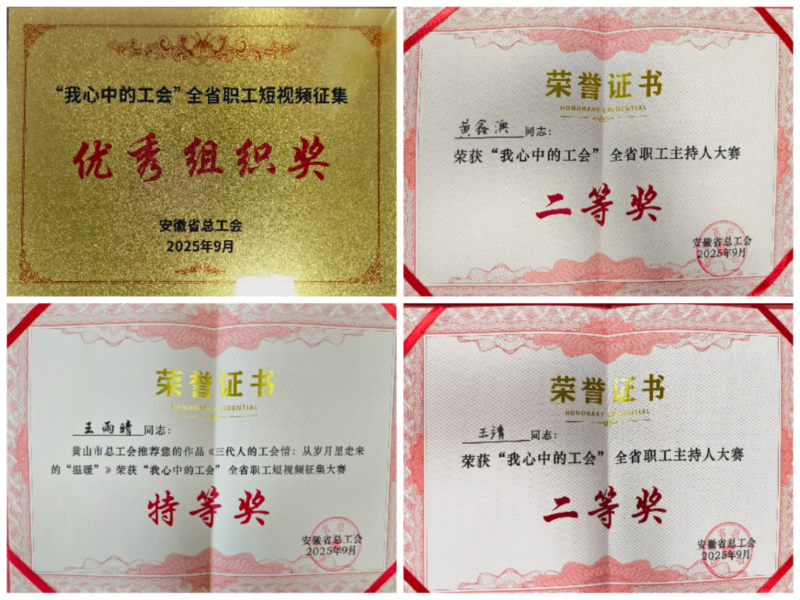 “我心中的工会”全省职工短视频征集
优秀组织奖
安徽省总工会
2025年9月
荣誉证书
HONORARY CREDENTIAL
同志：
荣获“我心中的工会” 全省职工主持人大赛
二等奖
安徽省总工会
2025年9月
荣誉证书
HONORARY CREDENTIAL
王雨晴 同志：
黄山市总工会推荐您的作品《三代人的工会情：从岁月里走来
的“温暖”》荣获“我心中的工会” 全省职工短视频征集大赛
特等奖
安徽省总工会
2025年9月
荣誉证书
HONORARY CREDENTIAL
王清 同志：
荣获“我心中的工会” 全省职工主持人大赛
二等奖
安徽省总工会
2025年9月